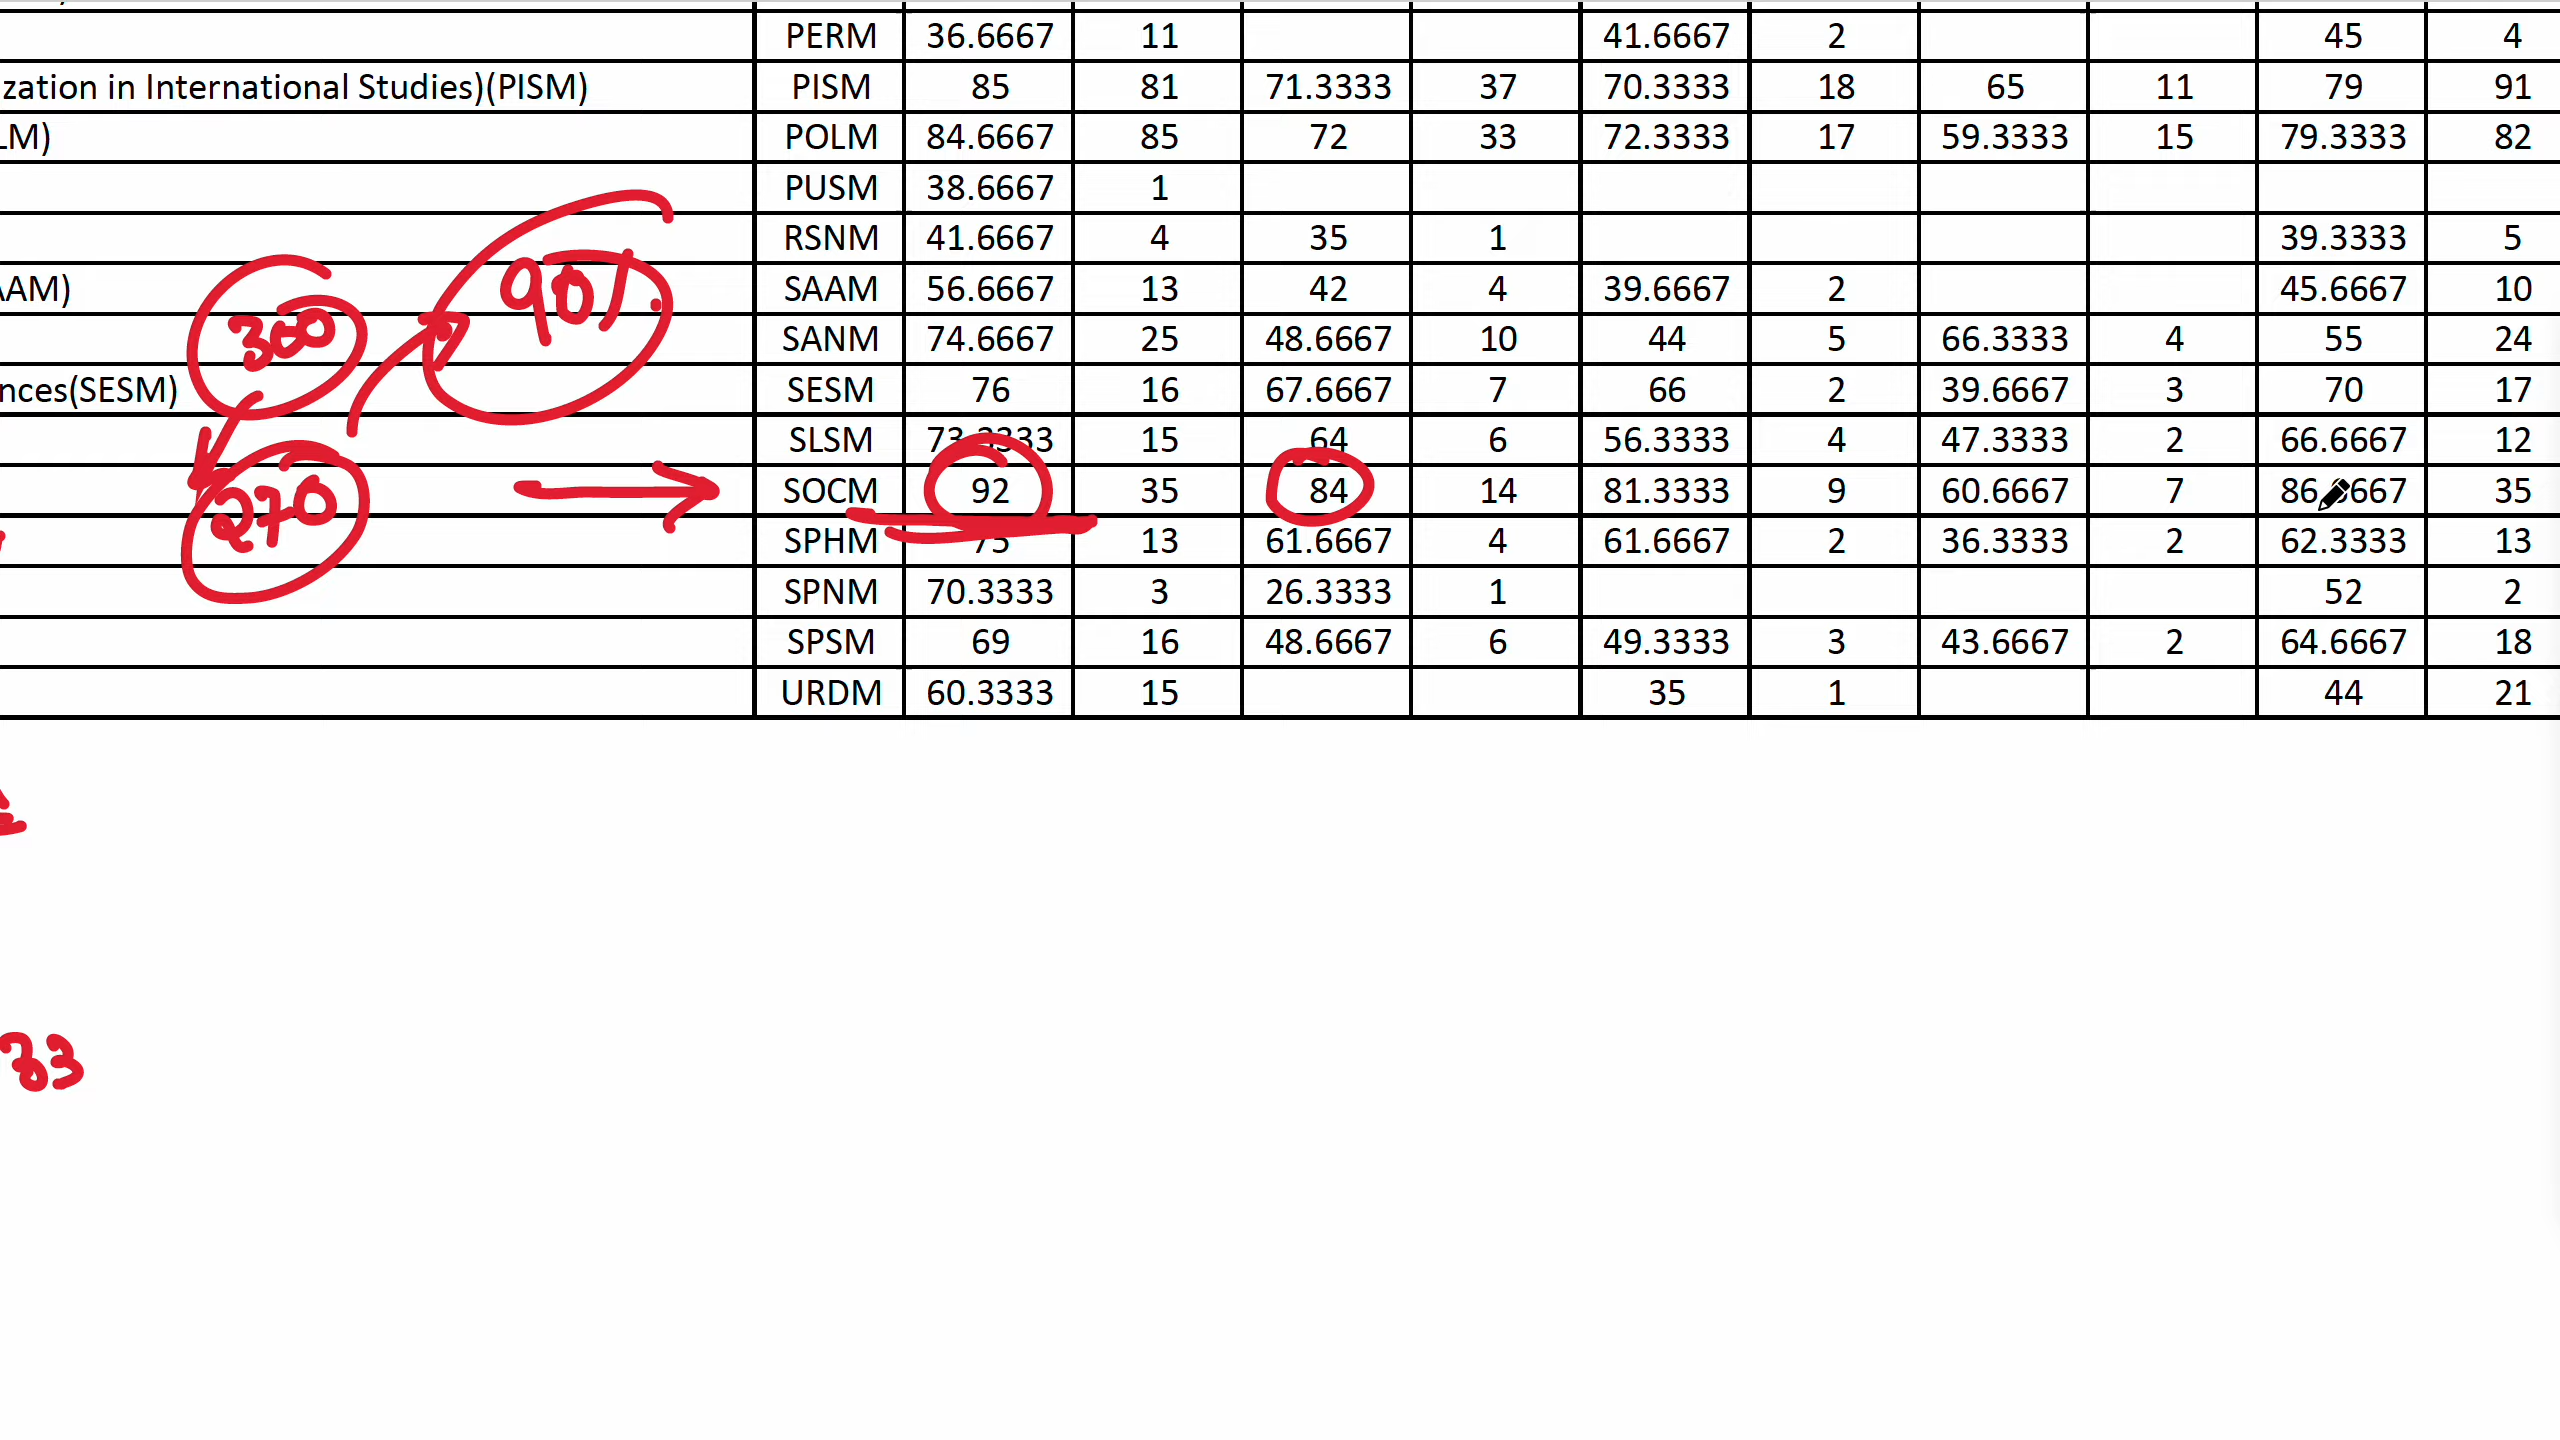 PERM 36.6667 11 41.6667 2 45 4
zation in International Studies)(PISM) PISM 85 81 71.3333 37 70.3333 18 65 11 79 91
LM) POLM 84.6667 85 72 33 72.3333 17 59.3333 15 79.3333 82
PUSM 38.6667 1
RSNM 41.6667 4 35 1 39.3333 5
AAM) SAAM 56.6667 13 42 4 39.6667 2 45.6667 10
SANM 74.6667 25 48.6667 10 44 5 66.3333 4 55 24
nces(SESM) SESM 76 16 67.6667 7 66 2 39.6667 3 70 17
SLSM 73.3333 15 64 6 56.3333 4 47.3333 2 66.6667 12
SOCM 92 35 84 14 81.3333 9 60.6667 7 35
SPHM 75 13 61.6667 4 61.6667 2 36.3333 2 62.3333 13
SPNM 70.3333 3 26.3333 1 52 2
SPSM 69 16 48.6667 6 49.3333 3 43.6667 2 64.6667 18
URDM 60.3333 15 35 1 44 21
300
270